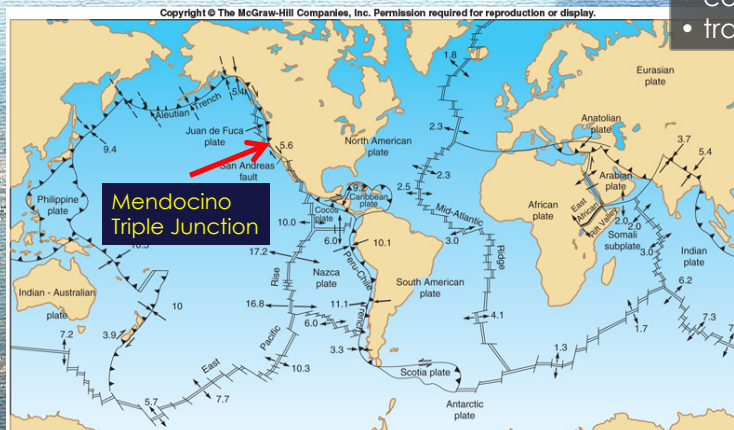 Copyright © The McGraw-Hill Companies, Inc. Permission required for reproduction or display.
•
• tra
1.8
Eurasian
plate
5.4
Aleutian Trench
Anatolian
plate
Juan de Fuca
plate
2.3
3.7
9.4
5.6
North American
plate
5.4
San Andreas
fault
2.3
Arabian
plate
Mendocino
Triple Junction
9.2
Caribbean
plate
2.5
African
plate
East
African
Rift Valley
Philippine
plate
Cocos
plate
Mid-Atlantic
Ridge
2.0
2.0
10.0
6.0
10.1
3.0
Somali
subplate
3.0
Indian
plate
10.5
17.2
Nazca
plate
Peru-Chile
Trench
6.2
Indian - Australian
plate
10
Rise
South American
plate
16.8
11.1
4.1
7.3
7.2
3.9
6.0
1.7
Pacific
3.3
1.3
East
10.3
Scotia plate
5.7
7.7
Antarctic
plate